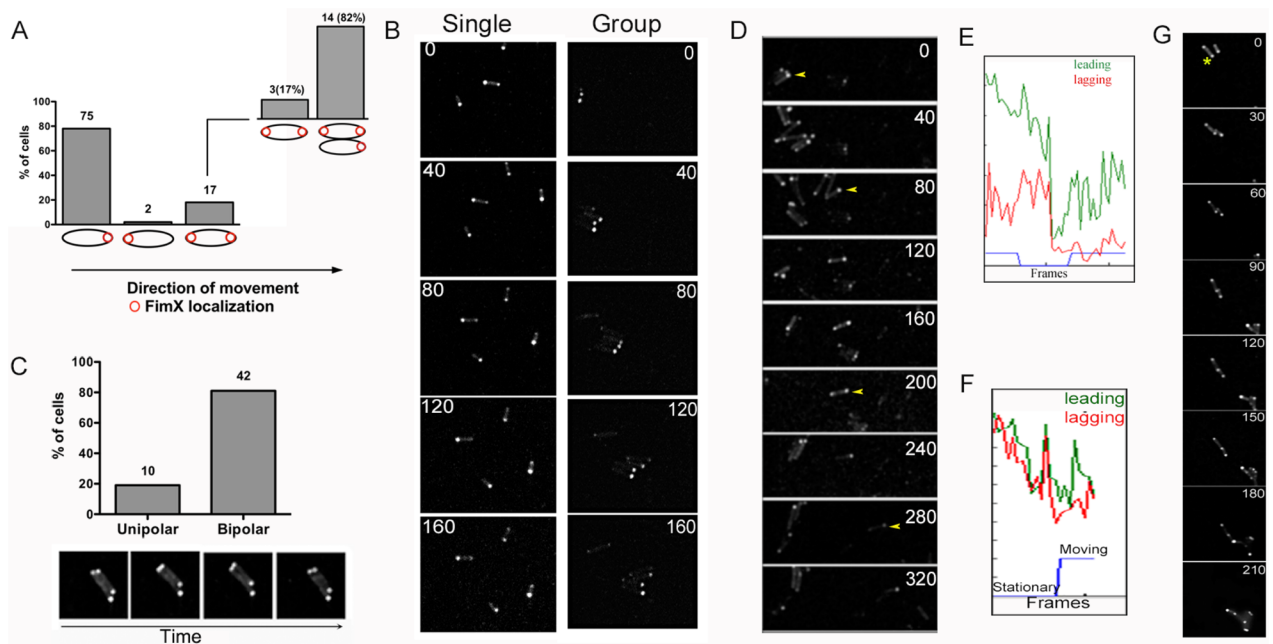 A
14 (82%)
3(17%)
100
80
60
40
20
0
% of cells
75
2
17
Direction of movement
FimX localization
B
Single
Group
0
0
40
40
80
80
120
120
160
160
C
100
80
60
40
20
0
% of cells
10
42
Unipolar
Bipolar
Time
D
0
40
80
120
160
200
240
280
320
E
leading
lagging
Frames
F
leading
lagging
Moving
Stationary
Frames
G
0
*
30
60
90
120
150
180
210